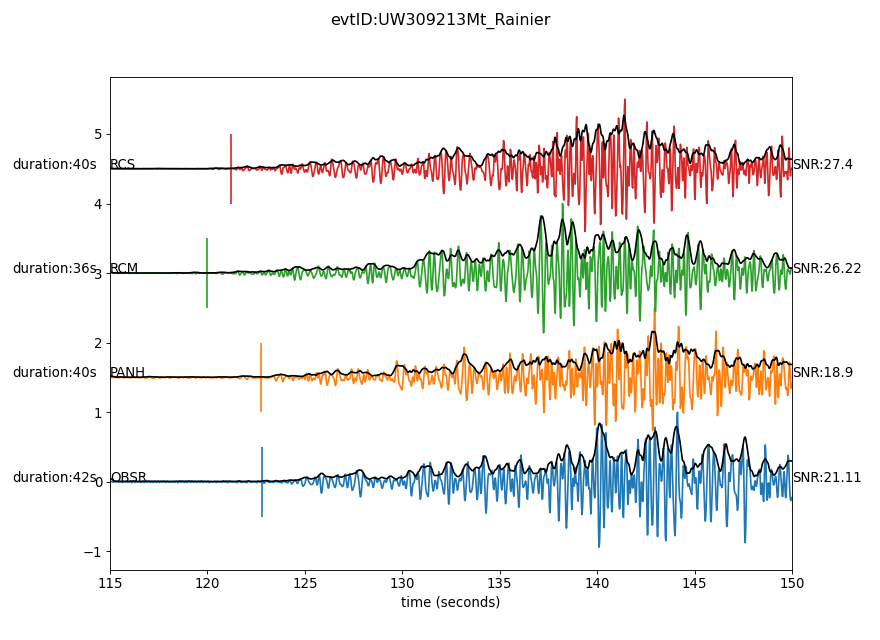 evtID:UW309213Mt_Rainier
5
duration:40s RCS SNR:27.4
4
duration:36s 3 RCM SNR:26.22
2
duration:40s PANH SNR:18.9
1
duration:42s 0 OBSR SNR:21.11
−1
115 120 125 130 135 140 145 150
time (seconds)